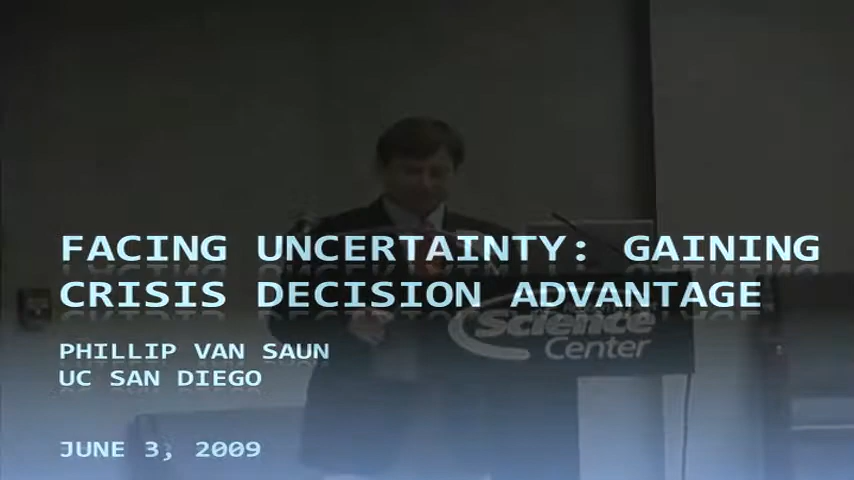 FACING UNCERTAINTY: GAINING
CRISIS DECISION ADVANTAGE
PHILLIP VAN SAUN
UC SAN DIEGO
JUNE 3, 2009
Science
Center